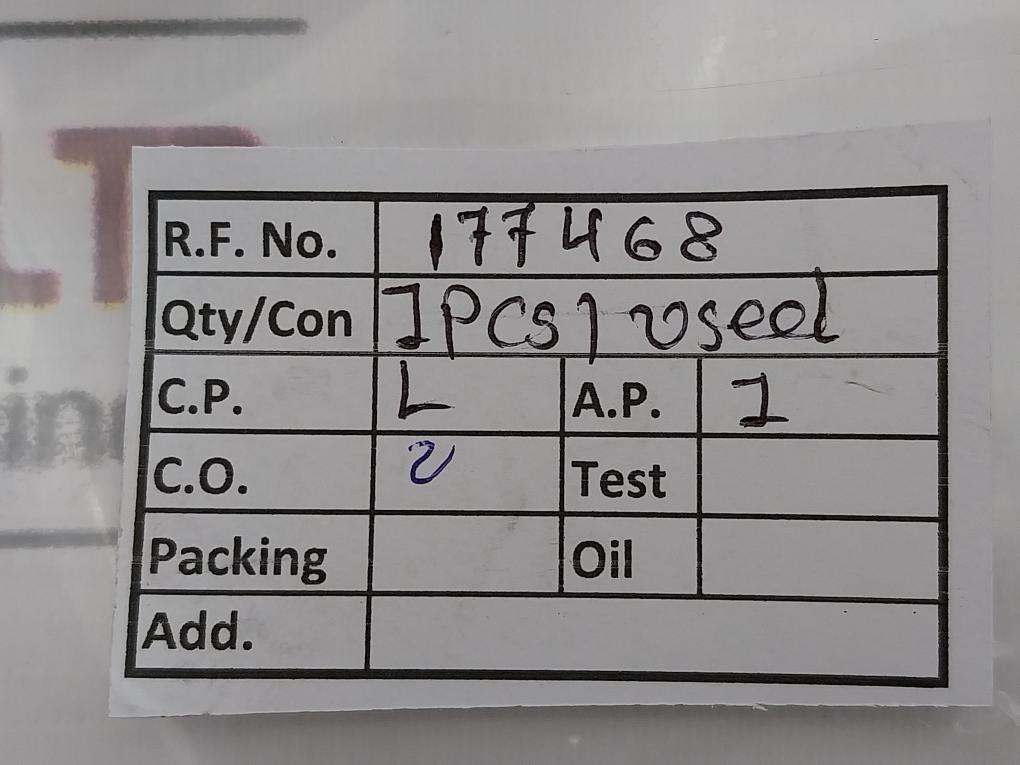 R.F. No. 177468
Qty/Con 1PCS/used
C.P. L A.P. 1
C.O. v Test
Packing Oil
Add.